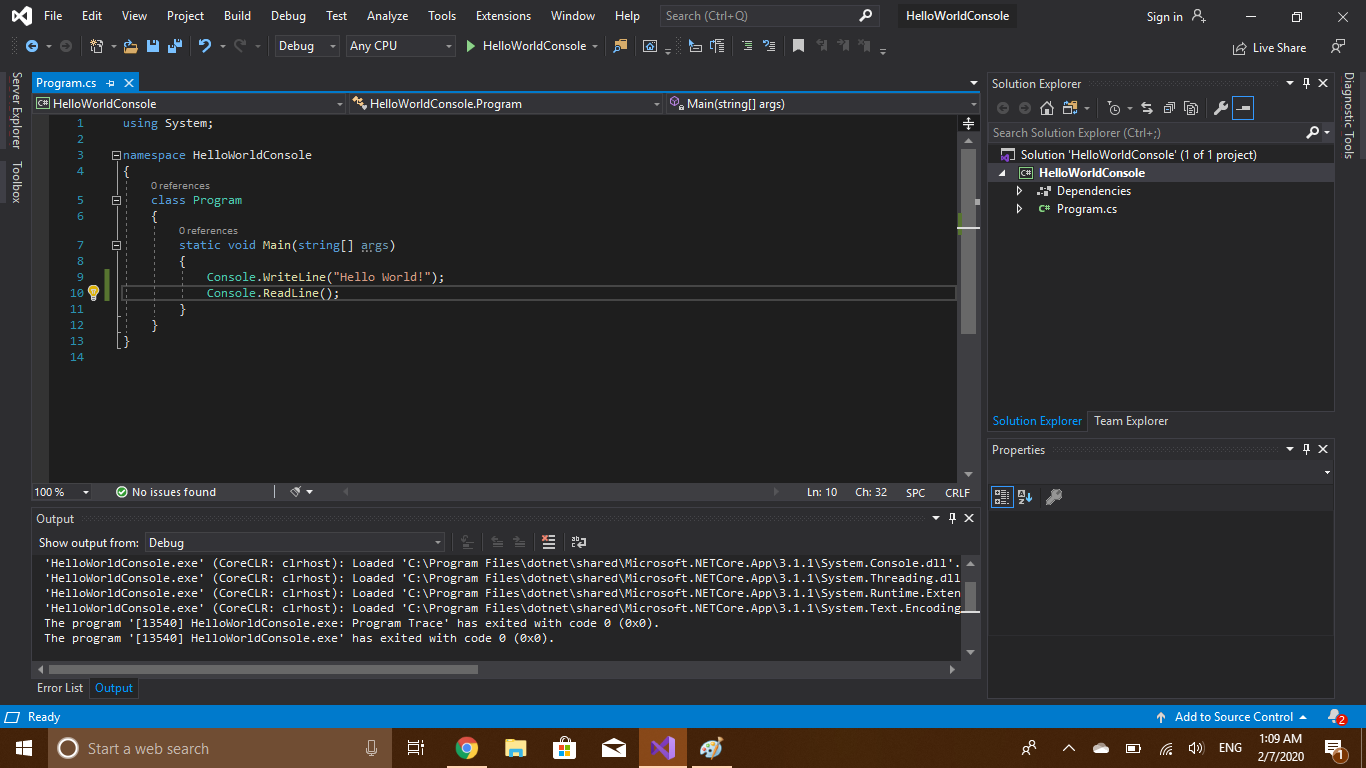 File Edit View Project Build Debug Test Analyze Tools Extensions Window Help Search (Ctrl+Q) HelloWorldConsole Sign in
Debug Any CPU HelloWorldConsole Live Share
Server Explorer
Toolbox
Program.cs
C# HelloWorldConsole HelloWorldConsole.Program Main(string[] args)
1 using System;
2
3 namespace HelloWorldConsole
4 {
0 references
5 class Program
6 {
0 references
7 static void Main(string[] args)
8 {
9 Console.WriteLine("Hello World!");
10 Console.ReadLine();
11 }
12 }
13 }
14
100 % No issues found Ln: 10 Ch: 32 SPC CRLF
Output
Show output from: Debug
'HelloWorldConsole.exe' (CoreCLR: clrhost): Loaded 'C:\Program Files\dotnet\shared\Microsoft.NETCore.App\3.1.1\System.Console.dll'.
'HelloWorldConsole.exe' (CoreCLR: clrhost): Loaded 'C:\Program Files\dotnet\shared\Microsoft.NETCore.App\3.1.1\System.Threading.dll
'HelloWorldConsole.exe' (CoreCLR: clrhost): Loaded 'C:\Program Files\dotnet\shared\Microsoft.NETCore.App\3.1.1\System.Runtime.Exten
'HelloWorldConsole.exe' (CoreCLR: clrhost): Loaded 'C:\Program Files\dotnet\shared\Microsoft.NETCore.App\3.1.1\System.Text.Encoding
The program '[13540] HelloWorldConsole.exe: Program Trace' has exited with code 0 (0x0).
The program '[13540] HelloWorldConsole.exe' has exited with code 0 (0x0).
Error List Output
Solution Explorer
Search Solution Explorer (Ctrl+;)
Solution 'HelloWorldConsole' (1 of 1 project)
C# HelloWorldConsole
Dependencies
C# Program.cs
Solution Explorer Team Explorer
Properties
Diagnostic Tools
Ready Add to Source Control 2
Start a web search ENG 1:09 AM
2/7/2020 1